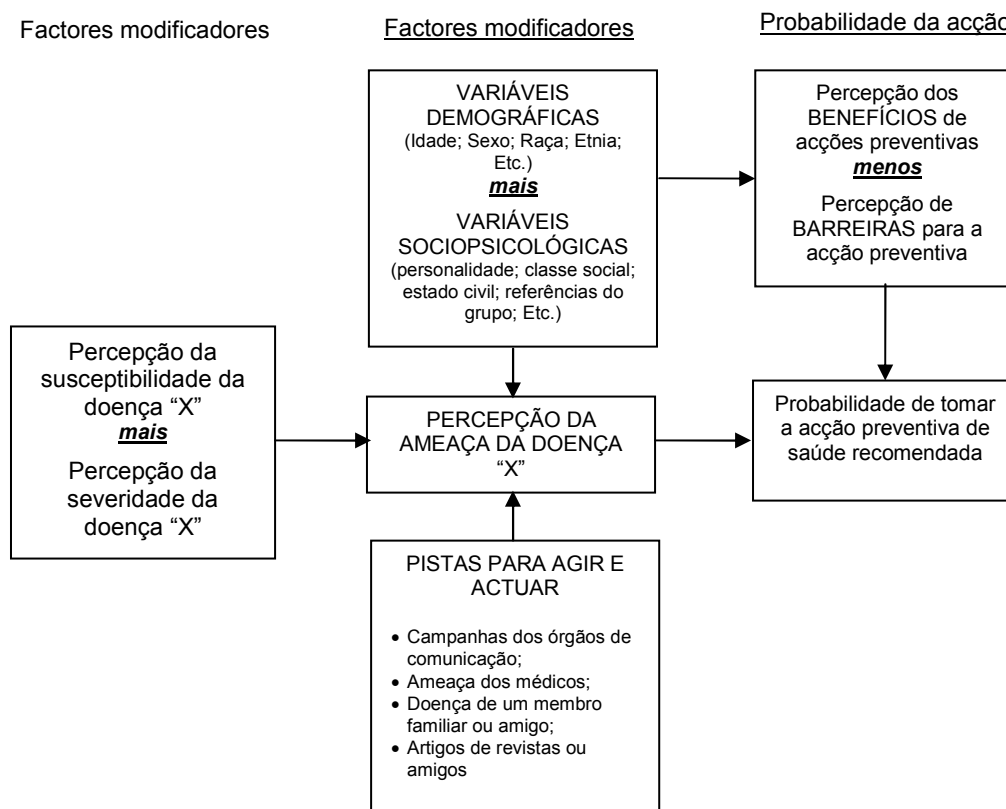 Factores modificadores
Factores modificadores
Probabilidade da acção
VARIÁVEIS
DEMOGRÁFICAS
(Idade; Sexo; Raça; Etnia;
Etc.)
mais
VARIÁVEIS
SOCIOPSICOLÓGICAS
(personalidade; classe social;
estado civil; referências do
grupo; Etc.)
Percepção dos
BENEFÍCIOS de
acções preventivas
menos
Percepção de
BARREIRAS para a
acção preventiva
Percepção da
susceptibilidade da
doença “X”
mais
Percepção da
severidade da
doença “X”
PERCEPÇÃO DA
AMEAÇA DA DOENÇA
“X”
Probabilidade de tomar
a acção preventiva de
saúde recomendada
PISTAS PARA AGIR E
ACTUAR
• Campanhas dos órgãos de
comunicação;
• Ameaça dos médicos;
• Doença de um membro
familiar ou amigo;
• Artigos de revistas ou
amigos